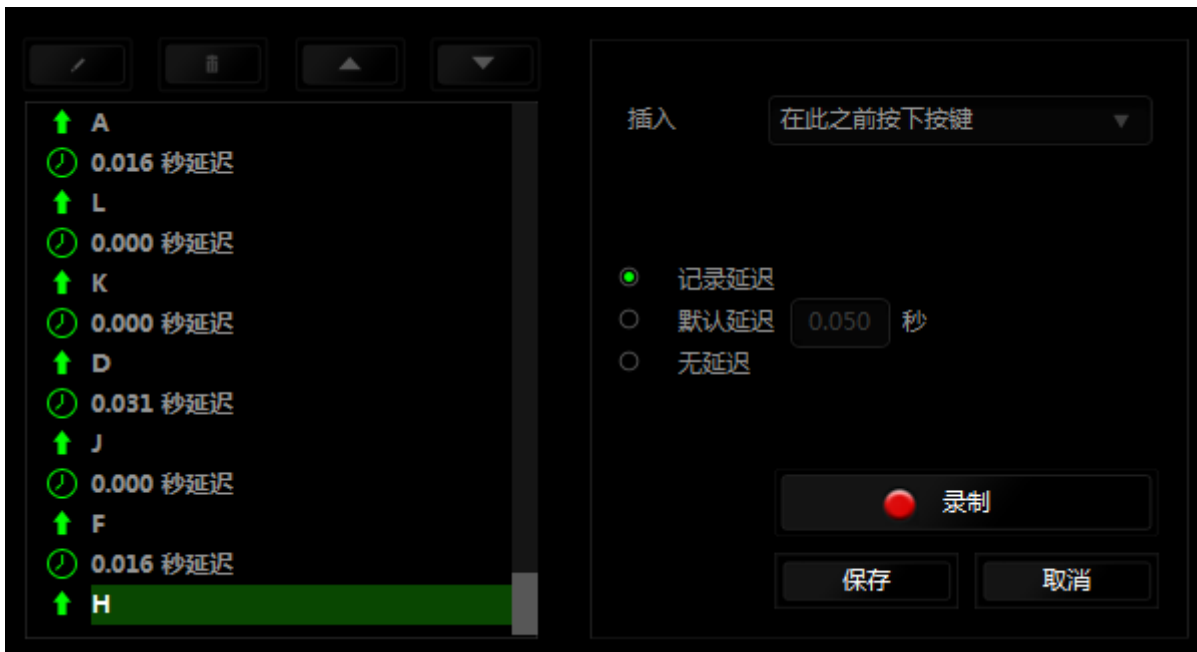 A
0.016 秒延迟
L
0.000 秒延迟
K
0.000 秒延迟
D
0.031 秒延迟
J
0.000 秒延迟
F
0.016 秒延迟
H
插入 在此之前按下按键
记录延迟
默认延迟 0.050 秒
无延迟
录制
保存 取消